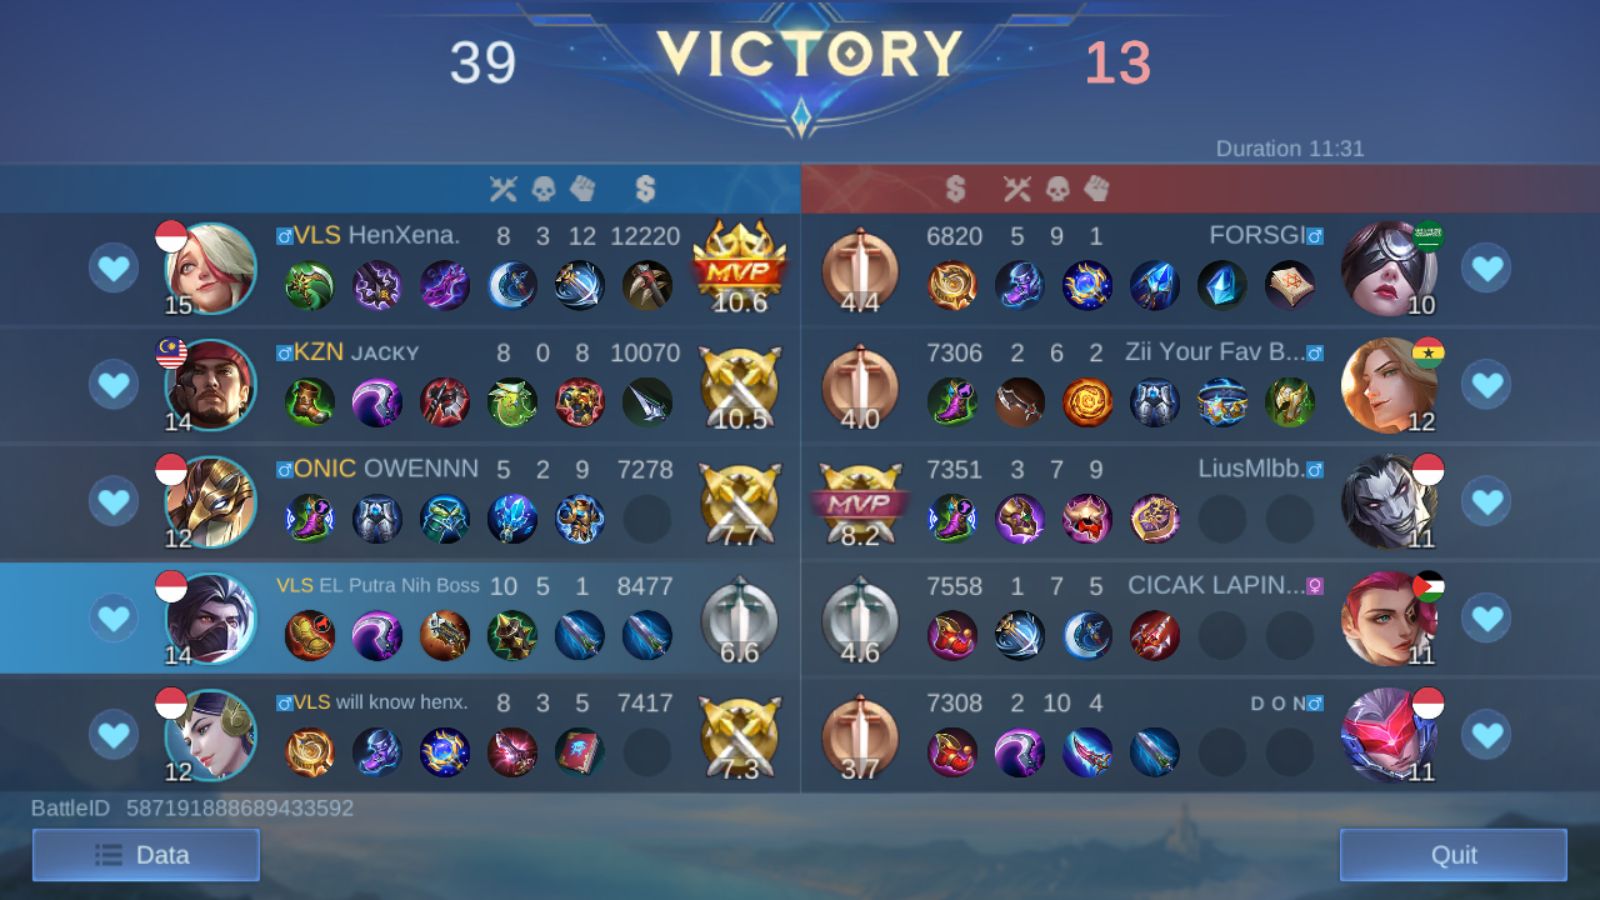 39 VICTORY 13
Duration 11:31
VLS HenXena. 8 3 12 12220 MVP 10.6 15
6820 5 9 1 FORSGI 4.4 10
KZN JACKY 8 0 8 10070 10.5 14
7306 2 6 2 Zii Your Fav B... 4.0 12
ONIC OWENNN 5 2 9 7278 7.7 12
7351 3 7 9 LiusMlbb. MVP 8.2 11
VLS EL Putra Nih Boss 10 5 1 8477 6.6 14
7558 1 7 5 CICAK LAPIN... 4.6 11
VLS will know henx. 8 3 5 7417 7.3 12
7308 2 10 4 D O N 3.7 11
BattleID 587191888689433592
Data
Quit